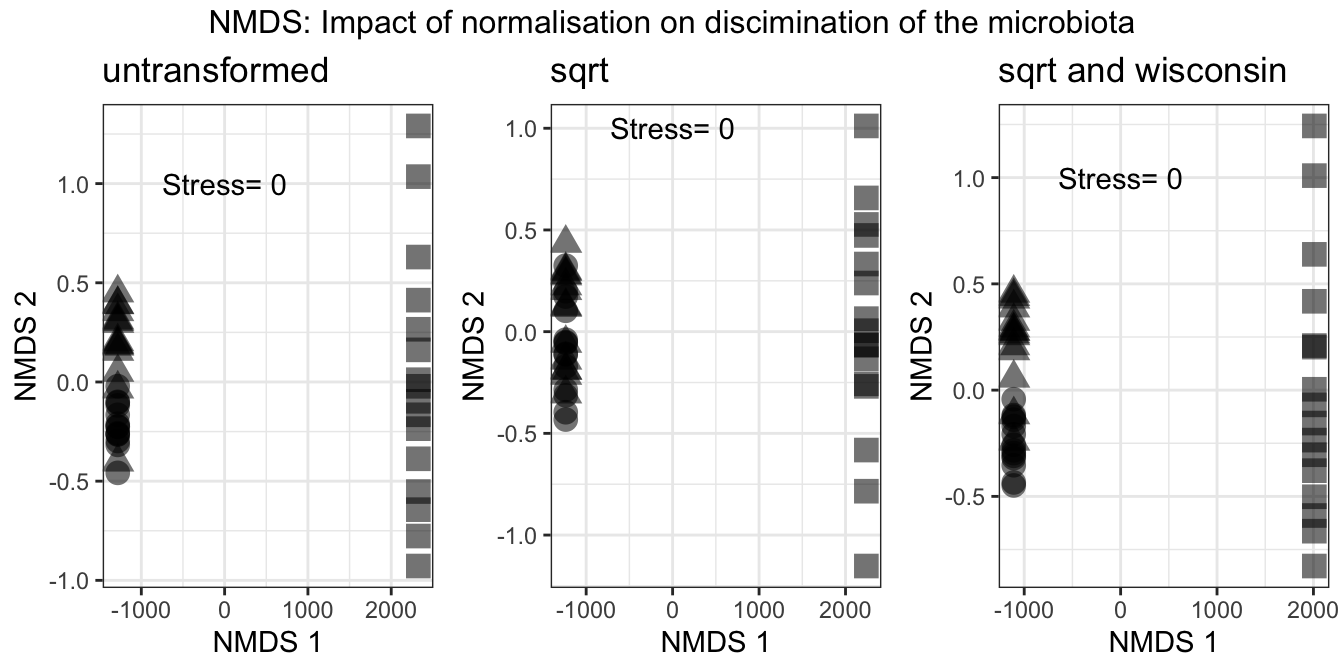 NMDS: Impact of normalisation on discimination of the microbiota
untransformed
Stress= 0
1.0
0.5
0.0
-0.5
-1.0
NMDS 2
-1000 0 1000 2000
NMDS 1
sqrt
Stress= 0
1.0
0.5
0.0
-0.5
-1.0
NMDS 2
-1000 0 1000 2000
NMDS 1
sqrt and wisconsin
Stress= 0
1.0
0.5
0.0
-0.5
NMDS 2
-1000 0 1000 2000
NMDS 1